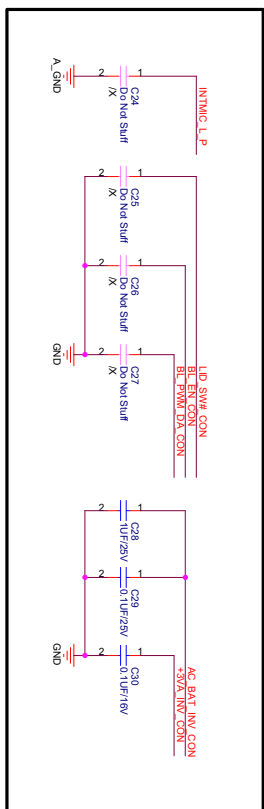 INTMIC_L_P
1
2
C24
Do Not Stuff
/X
A_GND
LID_SW#_CON
BL_EN_CON
BL_PWM_DA_CON
1
2
C25
Do Not Stuff
/X
1
2
C26
Do Not Stuff
/X
1
2
C27
Do Not Stuff
/X
GND
AC_BAT_INV_CON
+3VA_INV_CON
1
2
C28
1UF/25V
1
2
C29
0.1UF/25V
1
2
C30
0.1UF/16V
GND